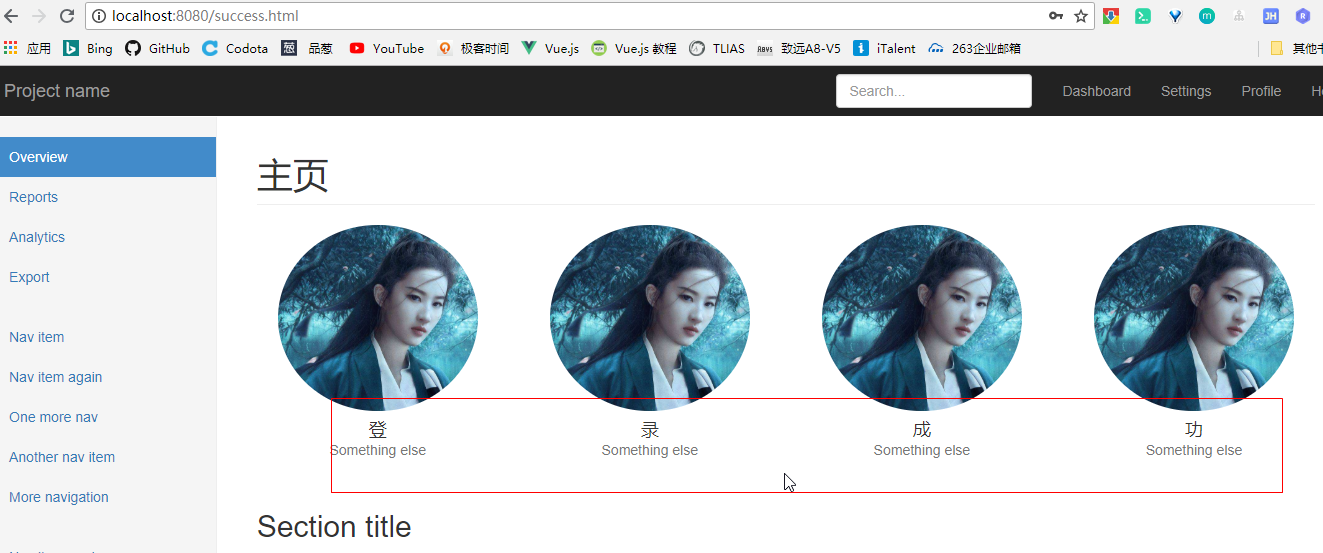 localhost:8080/success.html
应用 Bing GitHub Codota 品葱 YouTube 极客时间 Vue.js Vue.js 教程 TLIAS 致远A8-V5 iTalent 263企业邮箱
Project name Search... Dashboard Settings Profile
Overview
Reports
Analytics
Export
Nav item
Nav item again
One more nav
Another nav item
More navigation
主页
登 录 成 功
Something else Something else Something else Something else
Section title